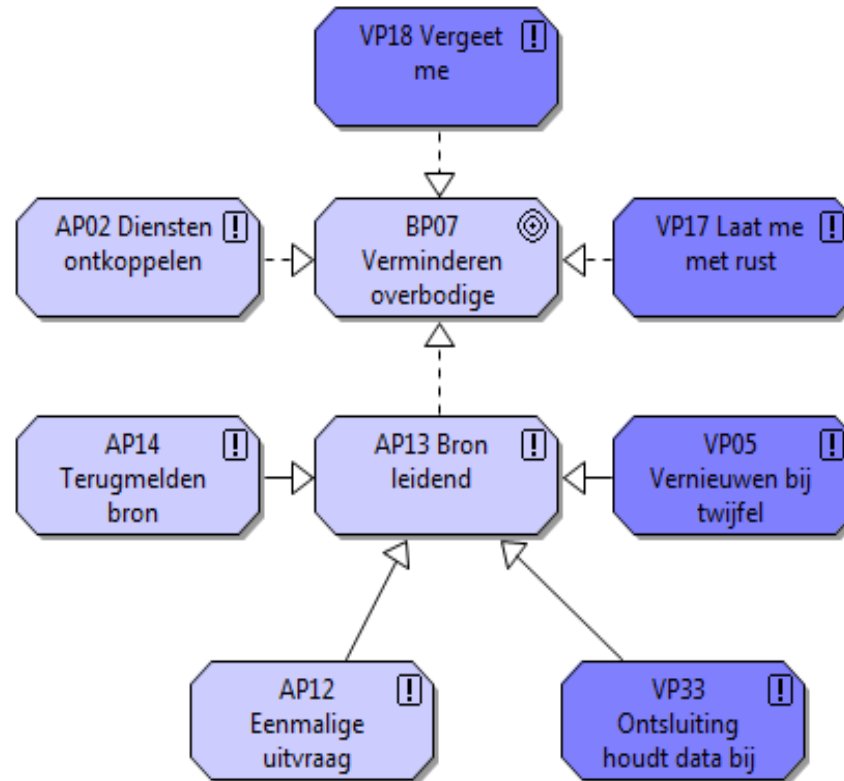 VP18 Vergeet
me
AP02 Diensten
ontkoppelen
BP07
Verminderen
overbodige
VP17 Laat me
met rust
AP14
Terugmelden
bron
AP13 Bron
leidend
VP05
Vernieuwen bij
twijfel
AP12
Eenmalige
uitvraag
VP33
Ontsluiting
houdt data bij